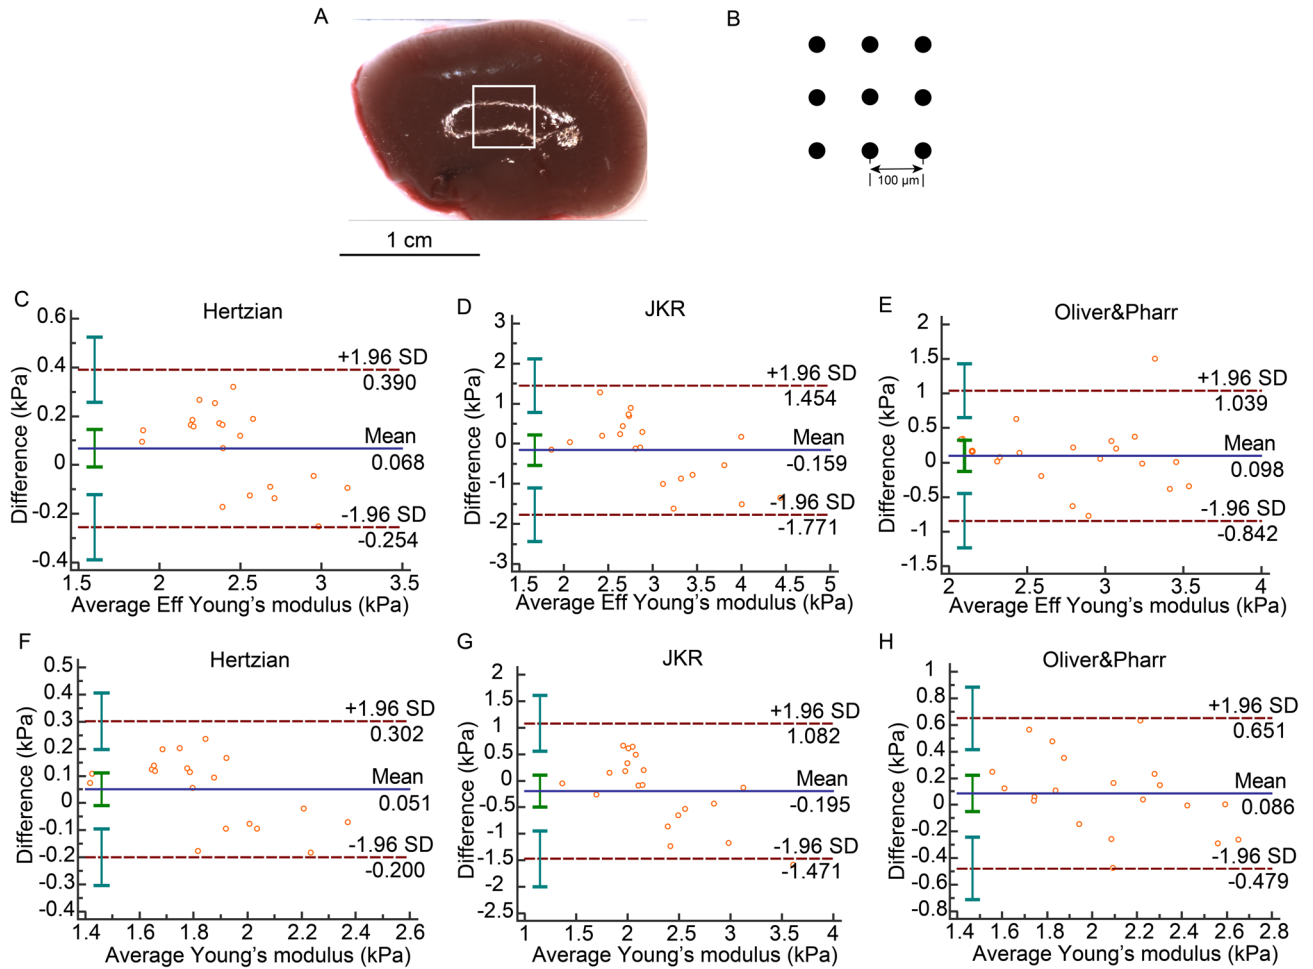 A
B
1 cm
100 µm
C
Hertzian
0.6
0.4
0.2
0
-0.2
-0.4
Difference (kPa)
+1.96 SD
0.390
Mean
0.068
-1.96 SD
-0.254
1.5 2 2.5 3 3.5
Average Eff Young's modulus (kPa)
D
JKR
3
2
1
0
-1
-2
-3
Difference (kPa)
+1.96 SD
1.454
Mean
-0.159
-1.96 SD
-1.771
1.5 2 2.5 3 3.5 4 4.5 5
Average Eff Young's modulus (kPa)
E
Oliver&Pharr
2
1.5
1
0.5
0
-0.5
-1
-1.5
Difference (kPa)
+1.96 SD
1.039
Mean
0.098
-1.96 SD
-0.842
2 2.5 3 3.5 4
Average Eff Young's modulus (kPa)
F
Hertzian
0.5
0.4
0.3
0.2
0.1
0
-0.1
-0.2
-0.3
-0.4
Difference (kPa)
+1.96 SD
0.302
Mean
0.051
-1.96 SD
-0.200
1.4 1.6 1.8 2 2.2 2.4 2.6
Average Young's modulus (kPa)
G
JKR
2
1.5
1
0.5
0
-0.5
-1
-1.5
-2
-2.5
Difference (kPa)
+1.96 SD
1.082
Mean
-0.195
-1.96 SD
-1.471
1 1.5 2 2.5 3 3.5 4
Average Young's modulus (kPa)
H
Oliver&Pharr
1
0.8
0.6
0.4
0.2
0
-0.2
-0.4
-0.6
-0.8
Difference (kPa)
+1.96 SD
0.651
Mean
0.086
-1.96 SD
-0.479
1.4 1.6 1.8 2 2.2 2.4 2.6 2.8
Average Young's modulus (kPa)